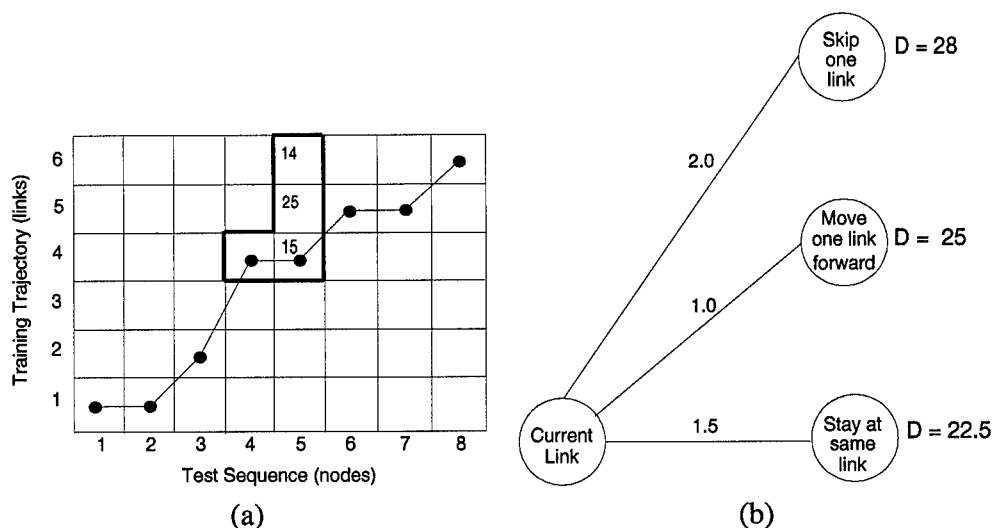 Training Trajectory (links)
6
5
4
3
2
1
14
25
15
1 2 3 4 5 6 7 8
Test Sequence (nodes)
(a)
Skip
one
link
D = 28
2.0
Move
one link
forward
D = 25
1.0
Current
Link
1.5
Stay at
same
link
D = 22.5
(b)